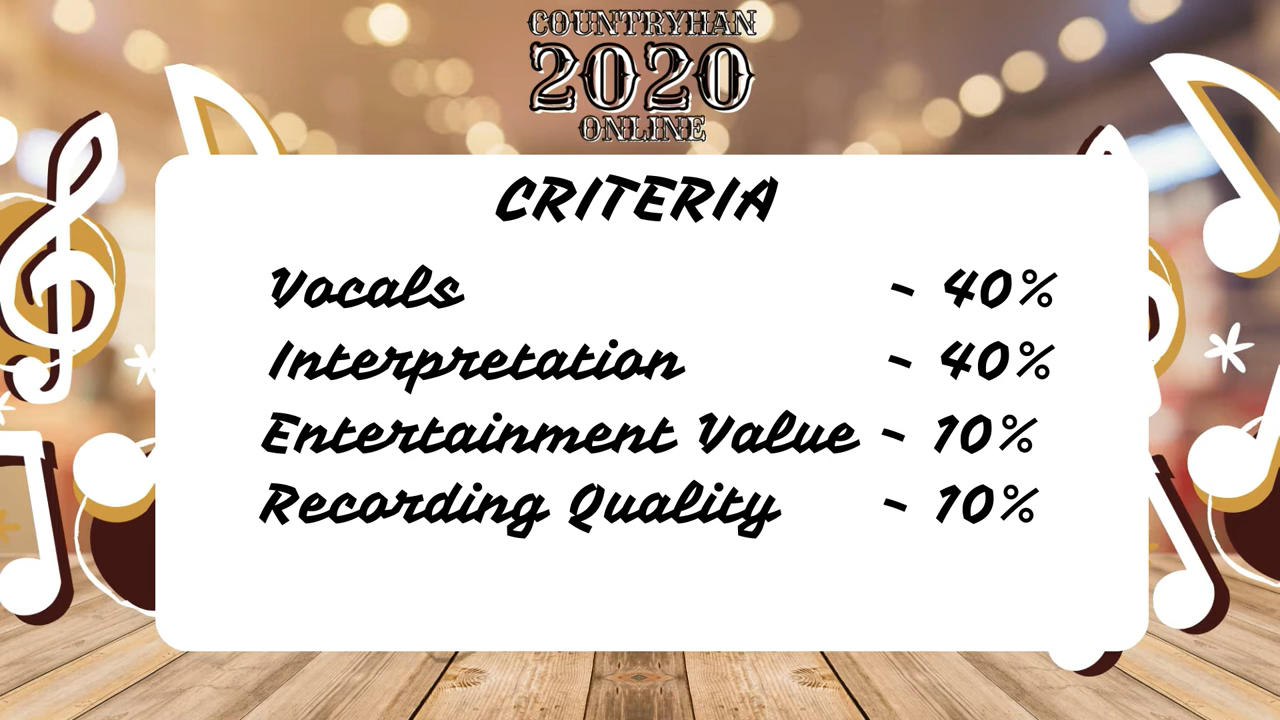 COUNTRYHAN
2020
ONLINE
CRITERIA
Vocals - 40%
Interpretation - 40%
Entertainment Value - 10%
Recording Quality - 10%